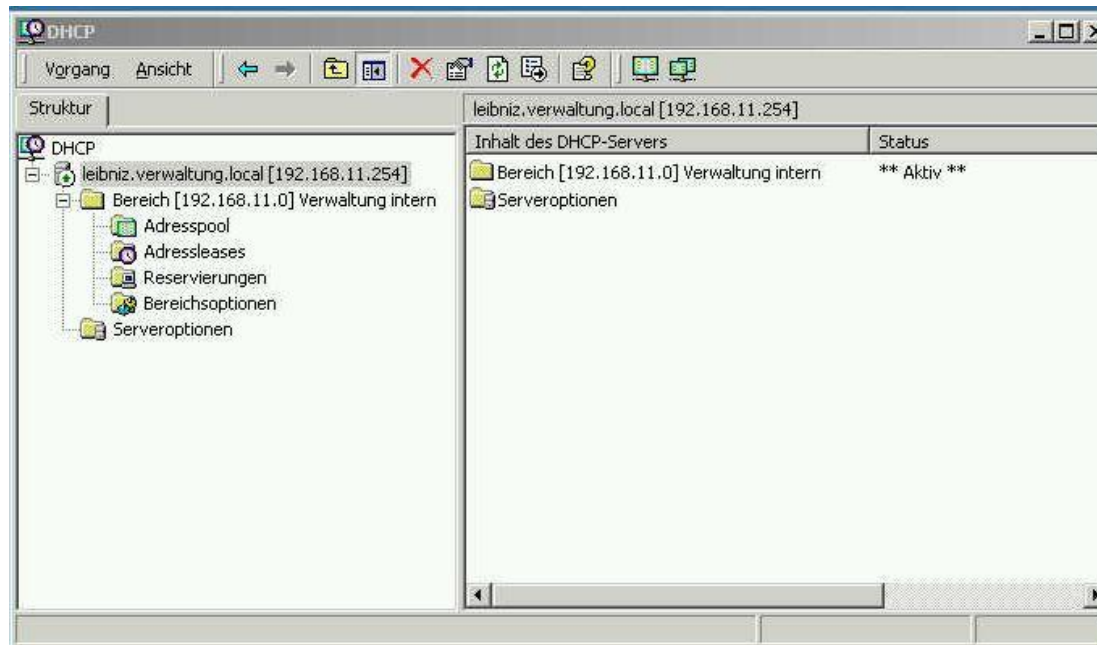 DHCP
Vorgang Ansicht
Struktur
leibniz.verwaltung.local [192.168.11.254]
DHCP
leibniz.verwaltung.local [192.168.11.254]
Bereich [192.168.11.0] Verwaltung intern
Adresspool
Adressleases
Reservierungen
Bereichsoptionen
Serveroptionen
Inhalt des DHCP-Servers Status
Bereich [192.168.11.0] Verwaltung intern ** Aktiv **
Serveroptionen